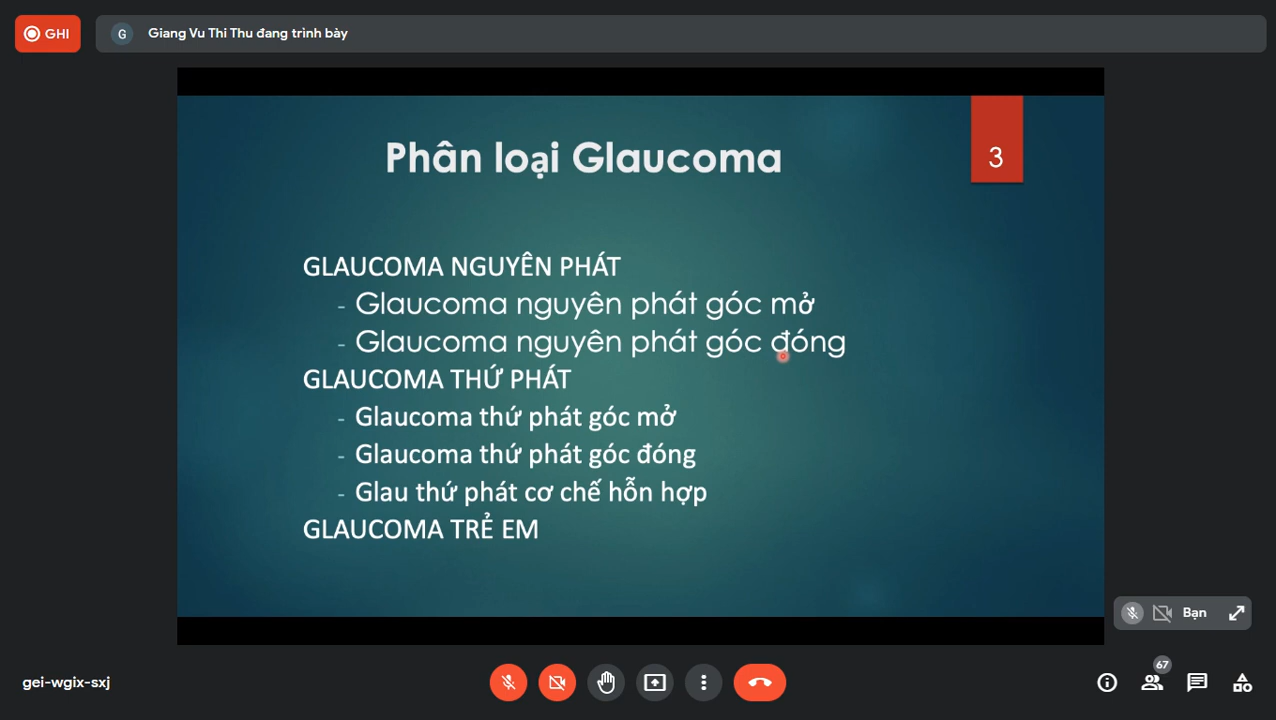 GHI
G
Giang Vu Thi Thu đang trình bày
Phân loại Glaucoma
3
GLAUCOMA NGUYÊN PHÁT
- Glaucoma nguyên phát góc mở
- Glaucoma nguyên phát góc đóng
GLAUCOMA THỨ PHÁT
- Glaucoma thứ phát góc mở
- Glaucoma thứ phát góc đóng
- Glau thứ phát cơ chế hỗn hợp
GLAUCOMA TRẺ EM
Bạn
gei-wgix-sxj
67